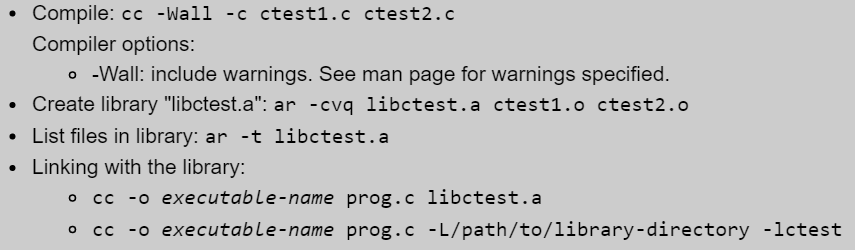 • Compile: cc -Wall -c ctest1.c ctest2.c
Compiler options:
∘ -Wall: include warnings. See man page for warnings specified.
• Create library "libctest.a": ar -cvq libctest.a ctest1.o ctest2.o
• List files in library: ar -t libctest.a
• Linking with the library:
∘ cc -o executable-name prog.c libctest.a
∘ cc -o executable-name prog.c -L/path/to/library-directory -lctest